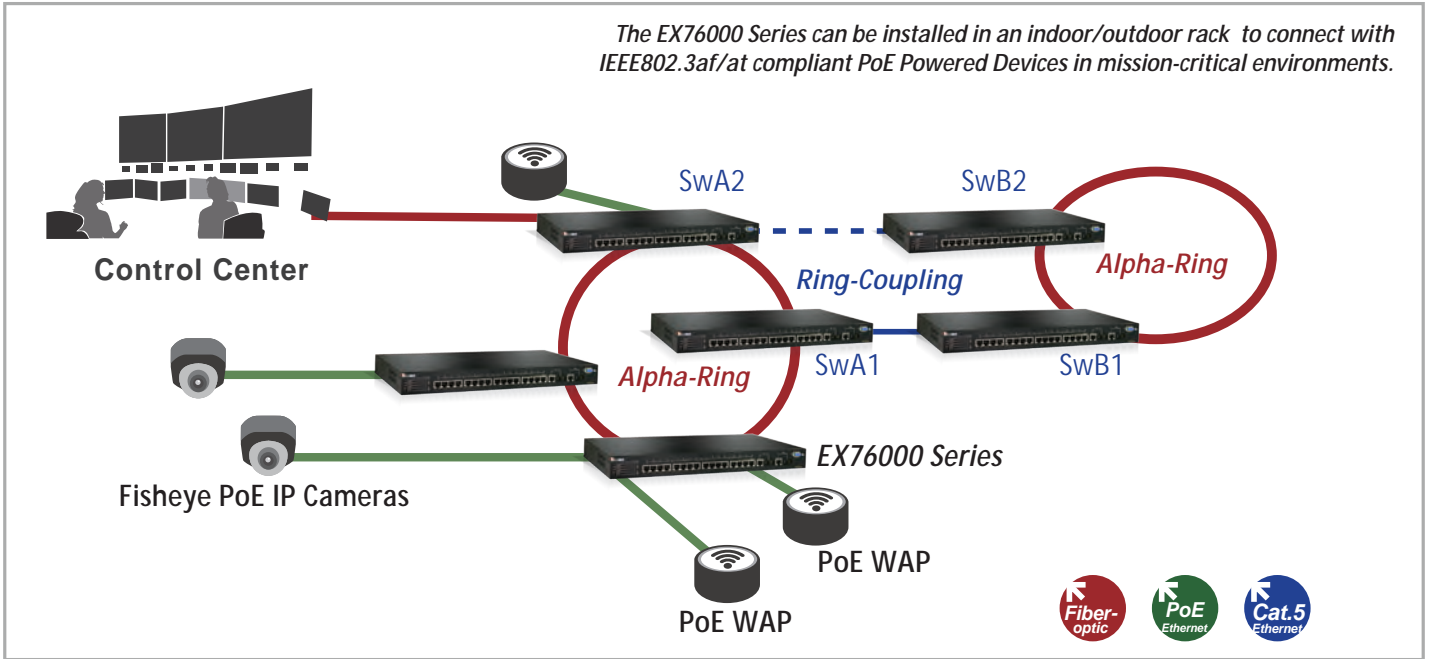 The EX76000 Series can be installed in an indoor/outdoor rack to connect with
IEEE802.3af/at compliant PoE Powered Devices in mission-critical environments.
SwA2
SwB2
Control Center
Ring-Coupling
Alpha-Ring
Alpha-Ring
SwA1
SwB1
EX76000 Series
Fisheye PoE IP Cameras
PoE WAP
PoE WAP
Fiber-
optic
PoE
Ethernet
Cat.5
Ethernet